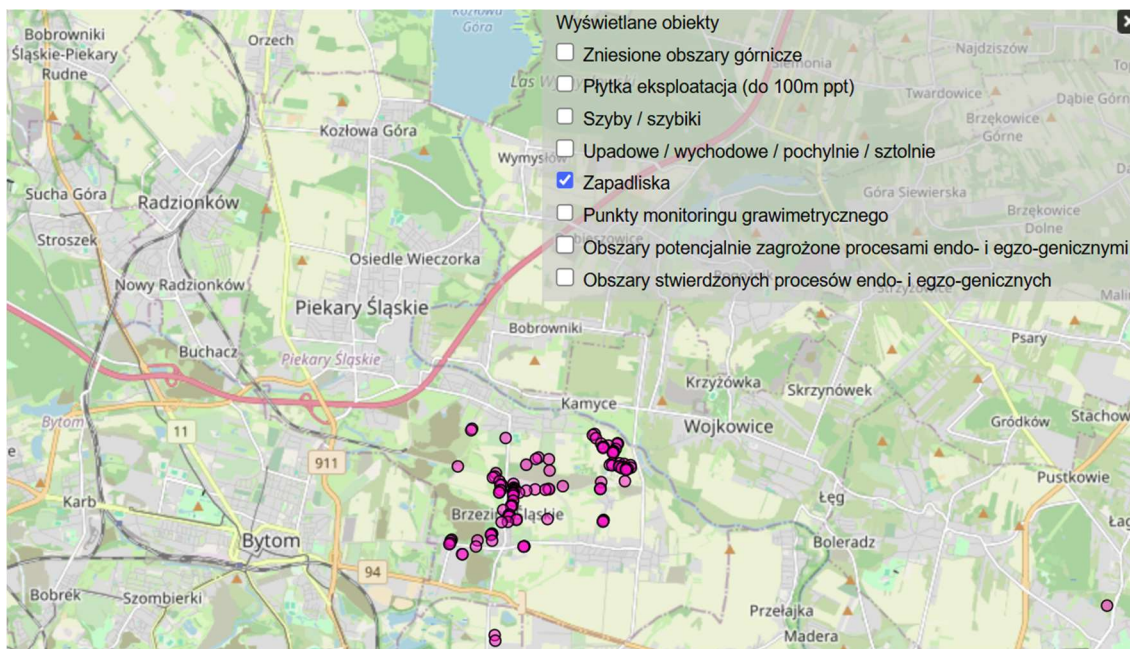 Wyświetlane obiekty
Zniesione obszary górnicze
Płytka eksploatacja (do 100m ppt)
Szyby / szybiki
Upadowe / wychodowe / pochylnie / sztolnie
Zapadliska
Punkty monitoringu grawimetrycznego
Obszary potencjalnie zagrożone procesami endo- i egzo-genicznymi
Obszary stwierdzonych procesów endo- i egzo-genicznych
Kozłowa
Góra
Bobrowniki
Śląskie-Piekary
Rudne
Orzech
Najdziszów
Siemonia
Twardowice
Dąbie Górn
Brzękowice
Górne
Kozłowa Góra
Wymysłów
Sucha Góra
Radzionków
Góra Siewierska
Brzękowice
Dolne
Stroszek
Osiedle Wieczorka
Nowy Radzionków
Piekary Śląskie
Bobrowniki
Psary
Buchacz
Piekary Śląskie
Krzyżówka
Skrzynówek
Kamyce
Gródków
Stachow
Bytom
11
Wojkowice
911
Pustkowie
Karb
Łęg
Łag
Bytom
Boleradz
94
Bobrek
Szombierki
Przełajka
Madera